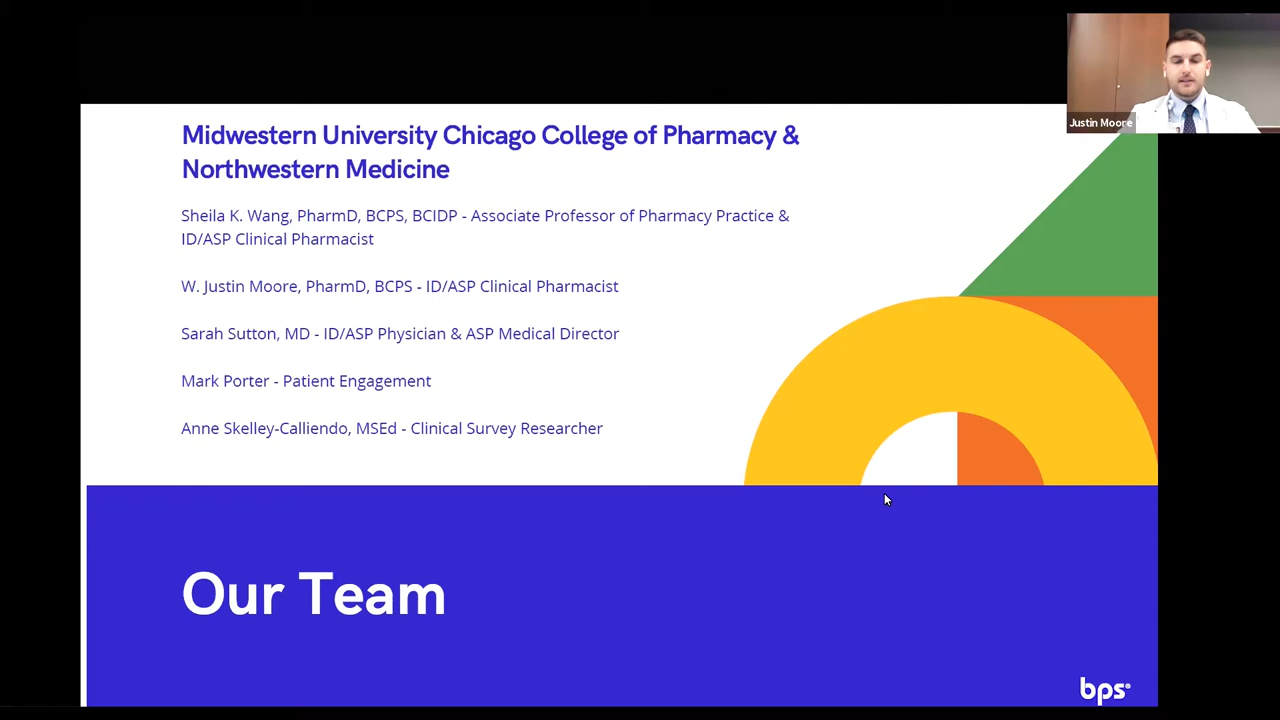 Justin Moore
Midwestern University Chicago College of Pharmacy &
Northwestern Medicine
Sheila K. Wang, PharmD, BCPS, BCIDP - Associate Professor of Pharmacy Practice &
ID/ASP Clinical Pharmacist
W. Justin Moore, PharmD, BCPS - ID/ASP Clinical Pharmacist
Sarah Sutton, MD - ID/ASP Physician & ASP Medical Director
Mark Porter - Patient Engagement
Anne Skelley-Calliendo, MSEd - Clinical Survey Researcher
Our Team
bps®